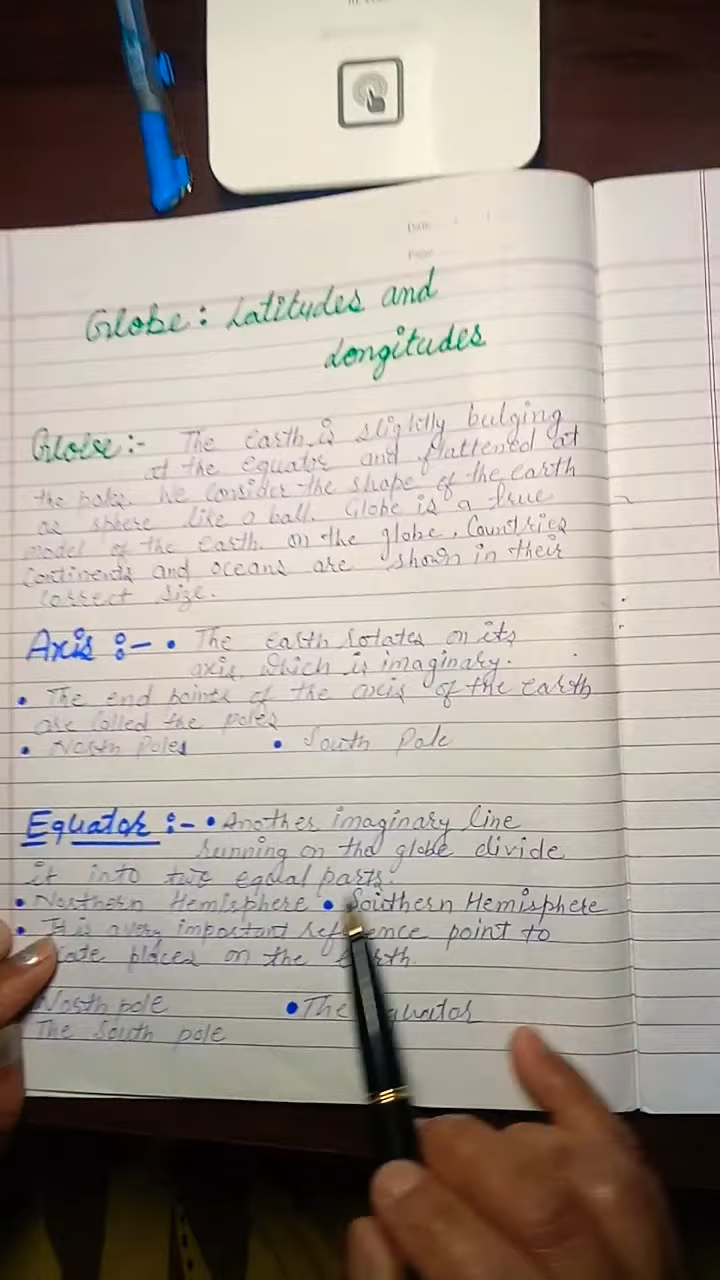 Date
Page
Globe: Latitudes and
Longitudes
Globe:- The Earth is slightly bulging
at the equator and flattened at
the poles. We consider the shape of the earth
as sphere like a ball. Globe is a true
model of the Earth. On the globe, Countries
Continents and oceans are shown in their
correct size.
Axis :- • The earth rotates on its
axis, which is imaginary.
• The end points of the axis of the earth
are called the poles
• North Poles • South Pole
Equator :- • Another imaginary line
running on the globe divide
it into two equal parts.
• Northern Hemisphere • Southern Hemisphere
• It is a very important reference point to
places on the Earth.
North pole • The Equator
The South pole